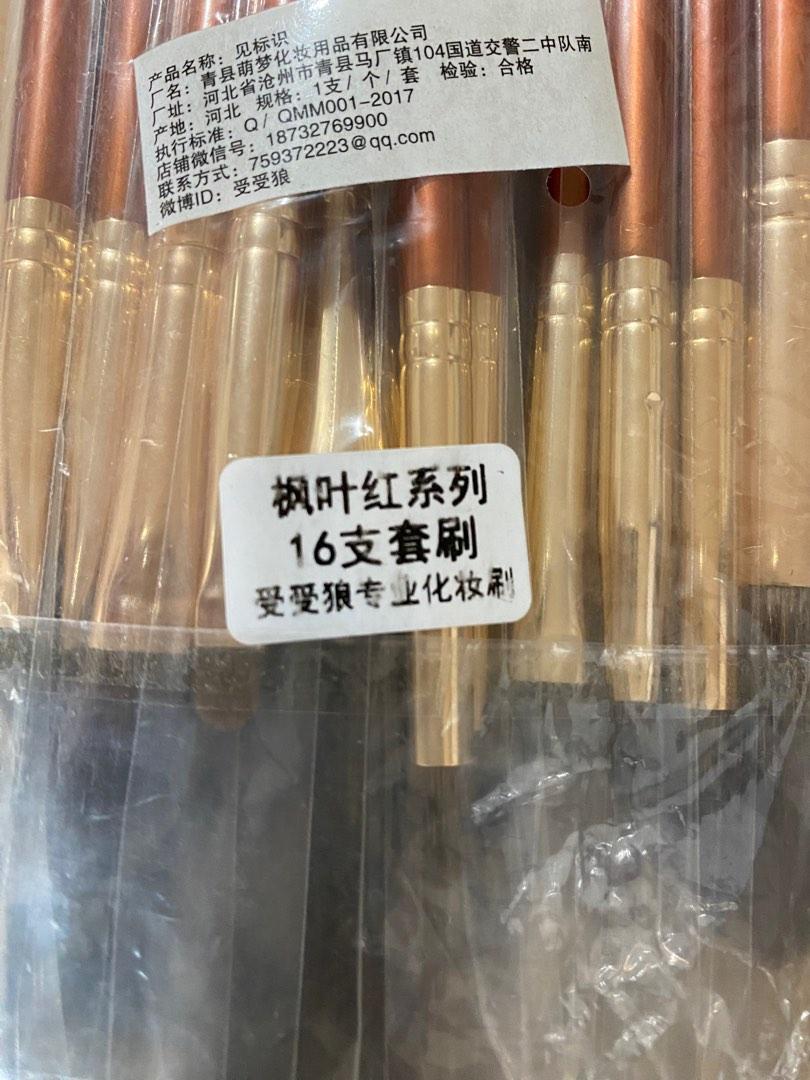 产品名称：见标识
厂名：青县萌梦化妆用品有限公司
厂址：河北省沧州市青县马厂镇104国道交警二中队南
产地：河北 规格：1支/个/套 检验：合格
执行标准：Q/QMM001-2017
店铺微信号：18732769900
联系方式：759372223@qq.com
微博ID：受受狼
枫叶红系列
16支套刷
受受狼专业化妆刷